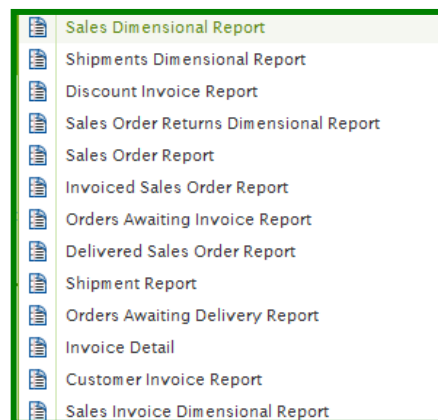 Sales Dimensional Report
Shipments Dimensional Report
Discount Invoice Report
Sales Order Returns Dimensional Report
Sales Order Report
Invoiced Sales Order Report
Orders Awaiting Invoice Report
Delivered Sales Order Report
Shipment Report
Orders Awaiting Delivery Report
Invoice Detail
Customer Invoice Report
Sales Invoice Dimensional Report